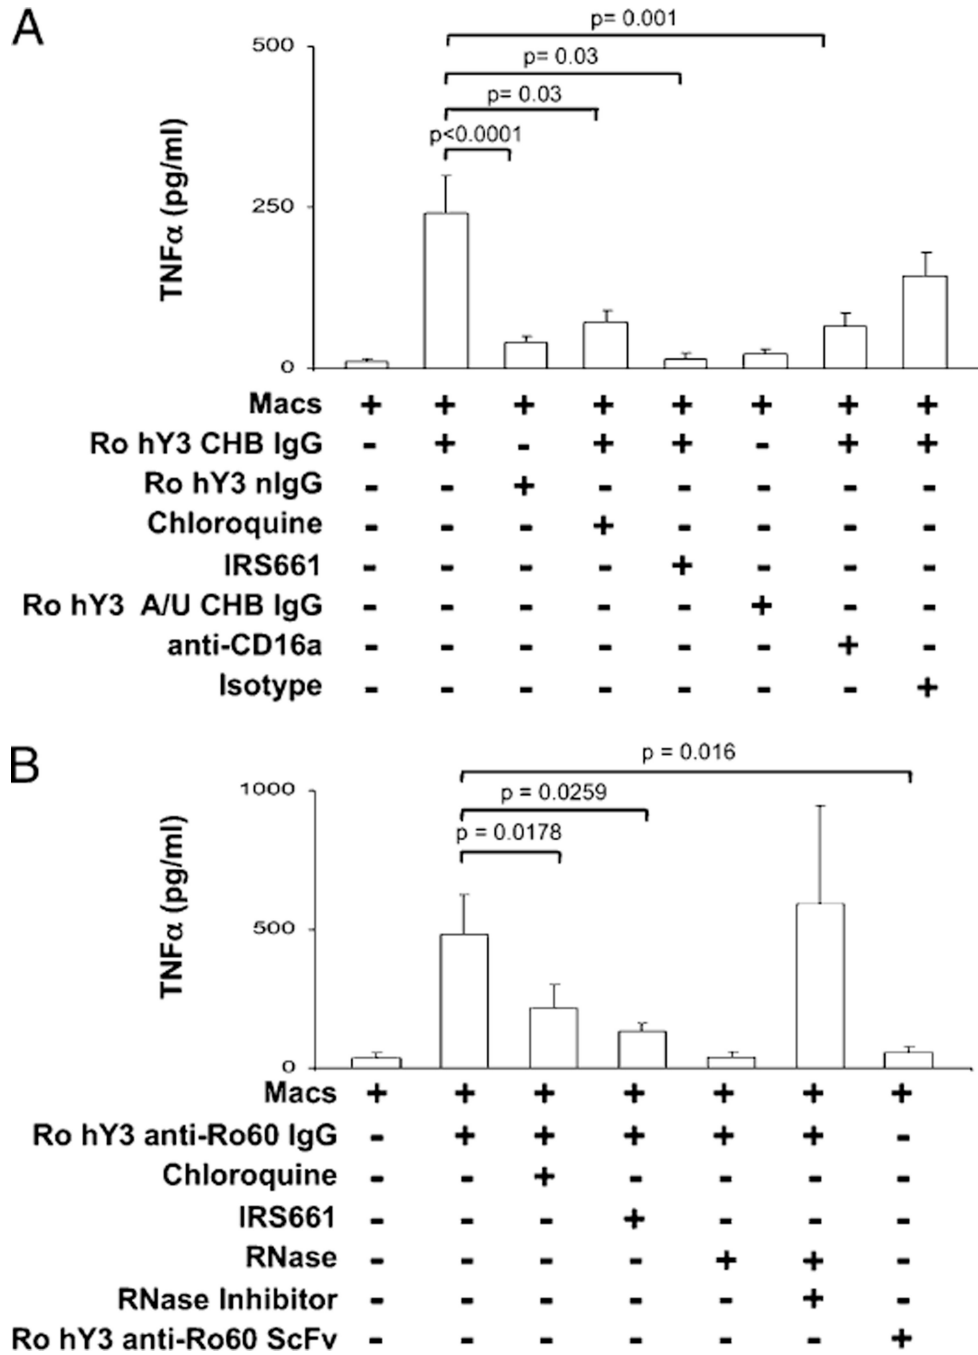 A
p= 0.001
500
p= 0.03
p= 0.03
p<0.0001
TNFα (pg/ml)
250
0
Macs + + + + + + + +
Ro hY3 CHB IgG - + - + + - + +
Ro hY3 nIgG - - + - - - - -
Chloroquine - - - + - - - -
IRS661 - - - - + - - -
Ro hY3 A/U CHB IgG - - - - - + - -
anti-CD16a - - - - - - + -
Isotype - - - - - - - +
B
p = 0.016
1000
p = 0.0259
p = 0.0178
TNFα (pg/ml)
500
0
Macs + + + + + + +
Ro hY3 anti-Ro60 IgG - + + + + + -
Chloroquine - - + - - - -
IRS661 - - - + - - -
RNase - - - - + + -
RNase Inhibitor - - - - - + -
Ro hY3 anti-Ro60 ScFv - - - - - - +